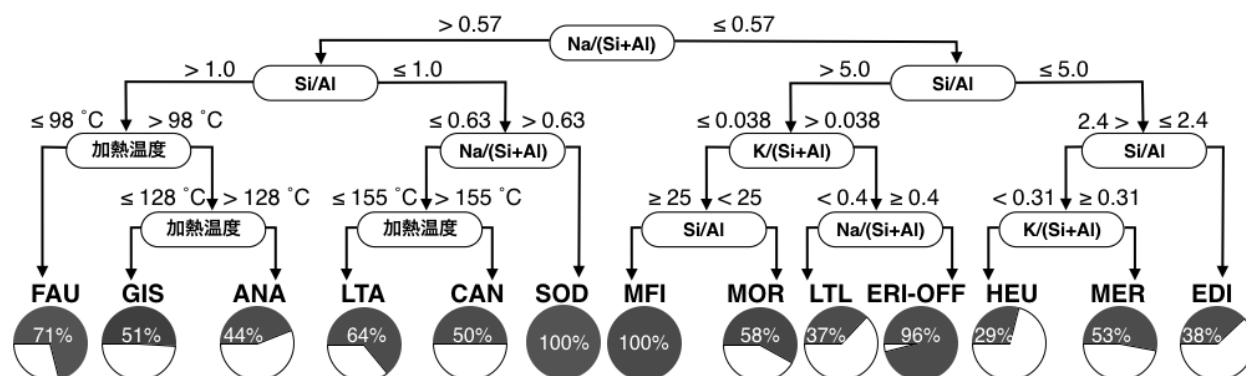 > 0.57 Na/(Si+Al) ≤ 0.57
> 1.0 Si/Al ≤ 1.0 > 5.0 Si/Al ≤ 5.0
≤ 98 ˚C > 98 ˚C ≤ 0.63 > 0.63 ≤ 0.038 > 0.038 2.4 > ≤ 2.4
加熱温度 Na/(Si+Al) K/(Si+Al) Si/Al
≤ 128 ˚C > 128 ˚C ≤ 155 ˚C > 155 ˚C ≥ 25 < 25 < 0.4 ≥ 0.4 < 0.31 ≥ 0.31
加熱温度 加熱温度 Si/Al Na/(Si+Al) K/(Si+Al)
FAU GIS ANA LTA CAN SOD MFI MOR LTL ERI-OFF HEU MER EDI
71% 51% 44% 64% 50% 100% 100% 58% 37% 96% 29% 53% 38%